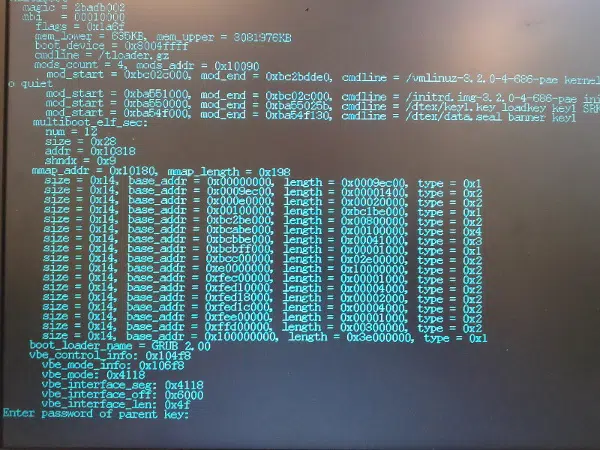 magic = 2badb002
mbi = 00010000
flags = 0x1a6f
mem_lower = 635KB, mem_upper = 3081976KB
boot_device = 0x8004ffff
cmdline = /tloader.gz
mods_count = 4, mods_addr = 0x10090
mod_start = 0xbc02c000, mod_end = 0xbc2bdde0, cmdline = /vmlinuz-3.2.0-4-686-pae kernel
o quiet
mod_start = 0xba551000, mod_end = 0xbc02c000, cmdline = /initrd.img-3.2.0-4-686-pae
mod_start = 0xba550000, mod_end = 0xba55025b, cmdline = /dtex/key1.key loadkey
mod_start = 0xba54f000, mod_end = 0xba54f130, cmdline = /dtex/data.seal banner key1
multiboot_elf_sec:
num = 12
size = 0x28
addr = 0x10318
shndx = 0x9
mmap_addr = 0x10180, mmap_length = 0x198
size = 0x14, base_addr = 0x00000000, length = 0x0009ec00, type = 0x1
size = 0x14, base_addr = 0x0009ec00, length = 0x00001400, type = 0x2
size = 0x14, base_addr = 0x000e0000, length = 0x00020000, type = 0x2
size = 0x14, base_addr = 0x00100000, length = 0xbc1be000, type = 0x1
size = 0x14, base_addr = 0xbc2be000, length = 0x00800000, type = 0x2
size = 0x14, base_addr = 0xbcabe000, length = 0x00100000, type = 0x4
size = 0x14, base_addr = 0xbcbbe000, length = 0x00041000, type = 0x3
size = 0x14, base_addr = 0xbcbff000, length = 0x00001000, type = 0x1
size = 0x14, base_addr = 0xbcc00000, length = 0x02e00000, type = 0x2
size = 0x14, base_addr = 0xe0000000, length = 0x10000000, type = 0x2
size = 0x14, base_addr = 0xfec00000, length = 0x00001000, type = 0x2
size = 0x14, base_addr = 0xfed10000, length = 0x00004000, type = 0x2
size = 0x14, base_addr = 0xfed18000, length = 0x00002000, type = 0x2
size = 0x14, base_addr = 0xfed1c000, length = 0x00004000, type = 0x2
size = 0x14, base_addr = 0xfee00000, length = 0x00001000, type = 0x2
size = 0x14, base_addr = 0xffd00000, length = 0x00300000, type = 0x2
size = 0x14, base_addr = 0x100000000, length = 0x3e000000, type = 0x1
boot_loader_name = GRUB 2.00
vbe_control_info: 0x104f8
vbe_mode_info: 0x106f8
vbe_mode: 0x4118
vbe_interface_seg: 0x4118
vbe_interface_off: 0x6000
vbe_interface_len: 0x4f
Enter password of parent key: